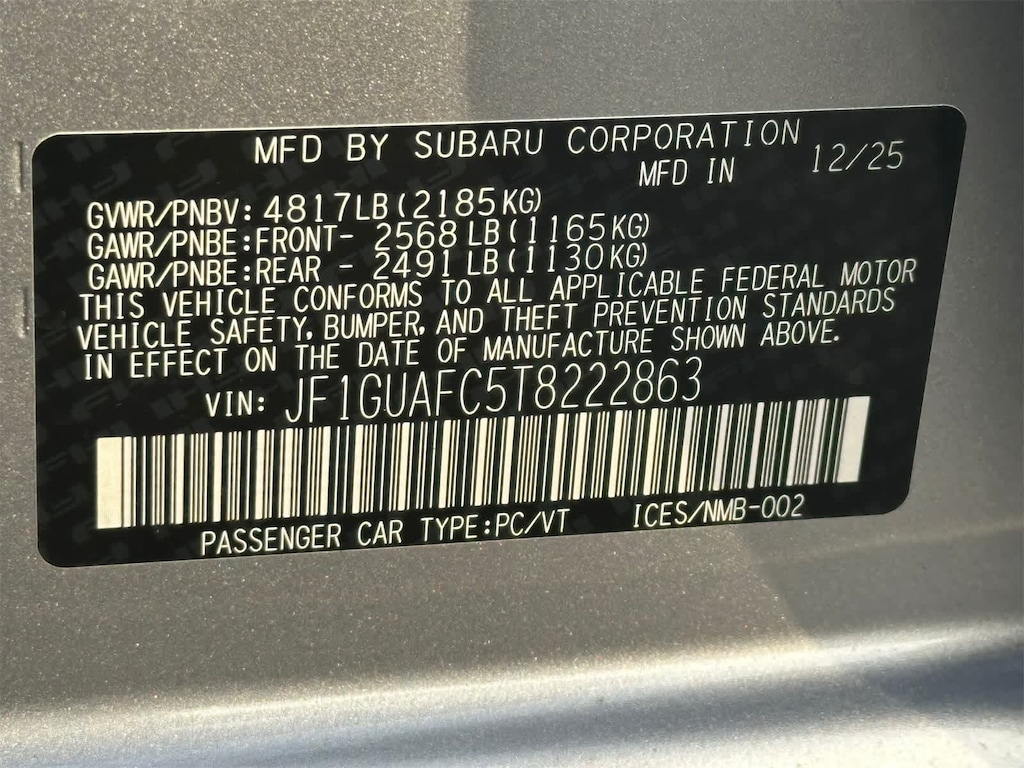 MFD BY SUBARU CORPORATION
MFD IN 12/25
GVWR/PNBV: 4817LB(2185KG)
GAWR/PNBE:FRONT- 2568LB(1165KG)
GAWR/PNBE:REAR - 2491LB(1130KG)
THIS VEHICLE CONFORMS TO ALL APPLICABLE FEDERAL MOTOR
VEHICLE SAFETY, BUMPER, AND THEFT PREVENTION STANDARDS
IN EFFECT ON THE DATE OF MANUFACTURE SHOWN ABOVE.
VIN: JF1GUAFC5T8222863
PASSENGER CAR TYPE:PC/VT ICES/NMB-002